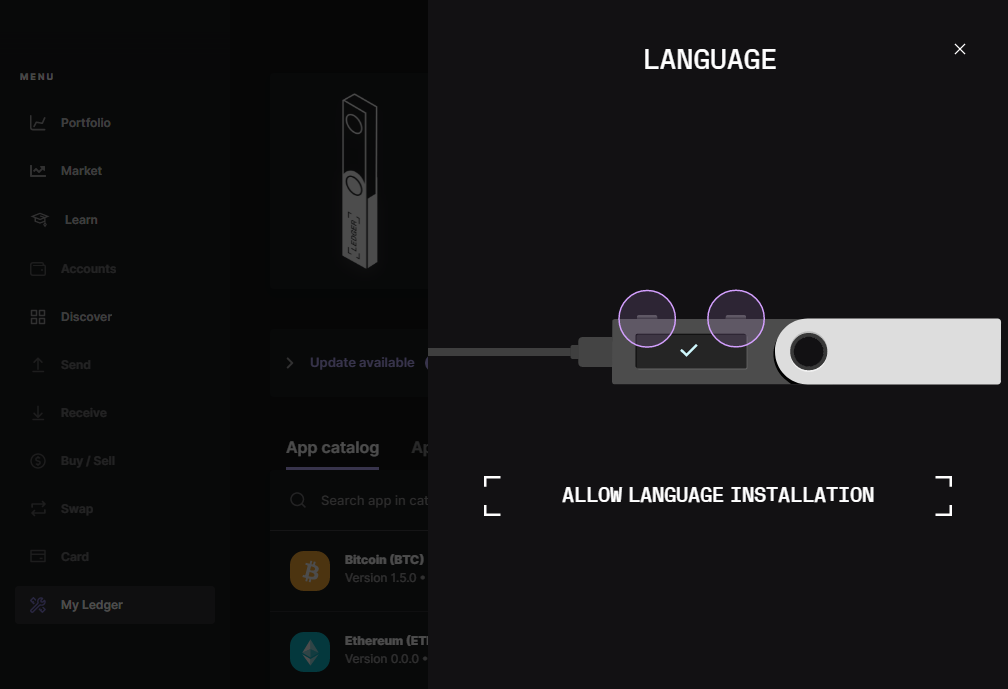 MENU
Portfolio
Market
Learn
Accounts
Discover
Send
Receive
Buy / Sell
Swap
Card
My Ledger
LEDGER
Update available
App catalog
Ap
Search app in cat
Bitcoin (BTC)
Version 1.5.0 •
Ethereum (ETH
Version 0.0.0 •
LANGUAGE
ALLOW LANGUAGE INSTALLATION